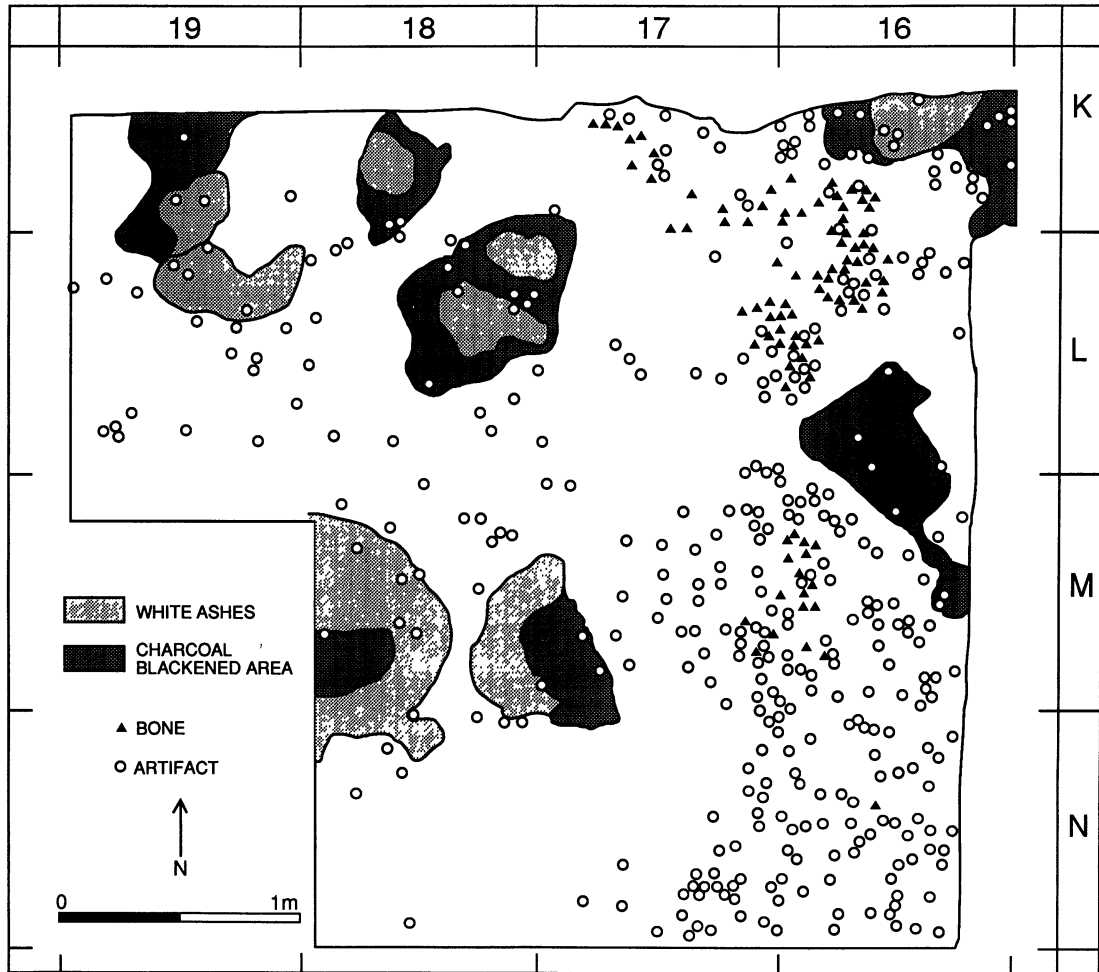 19 18 17 16
K
L
M
N
WHITE ASHES
CHARCOAL
BLACKENED AREA
BONE
ARTIFACT
N
0 1m